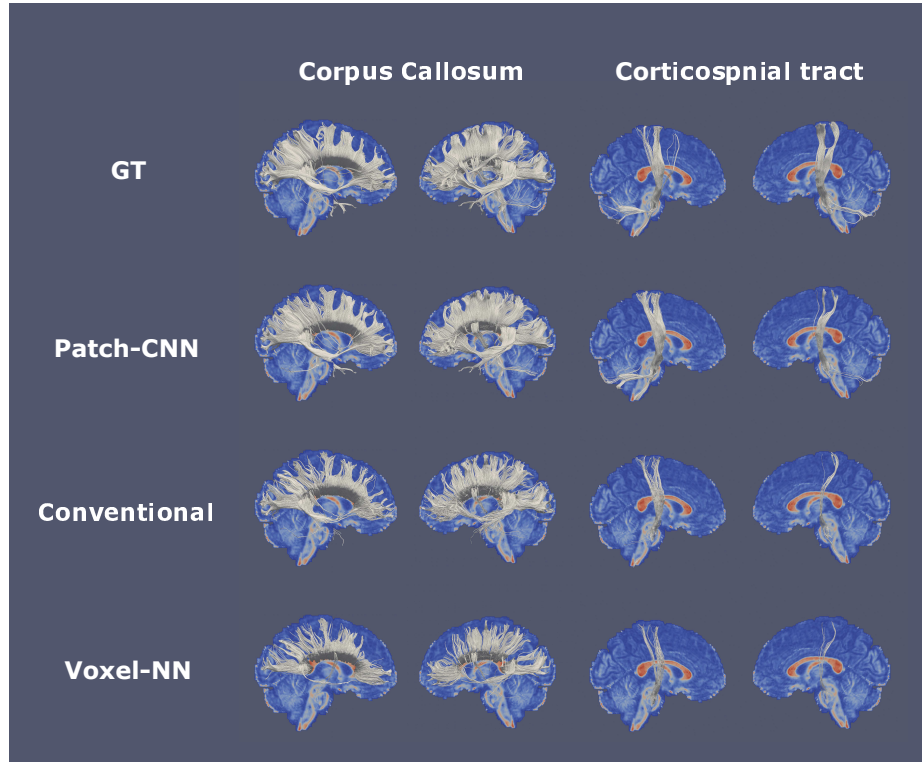 Corpus Callosum Corticospnial tract
GT
Patch-CNN
Conventional
Voxel-NN